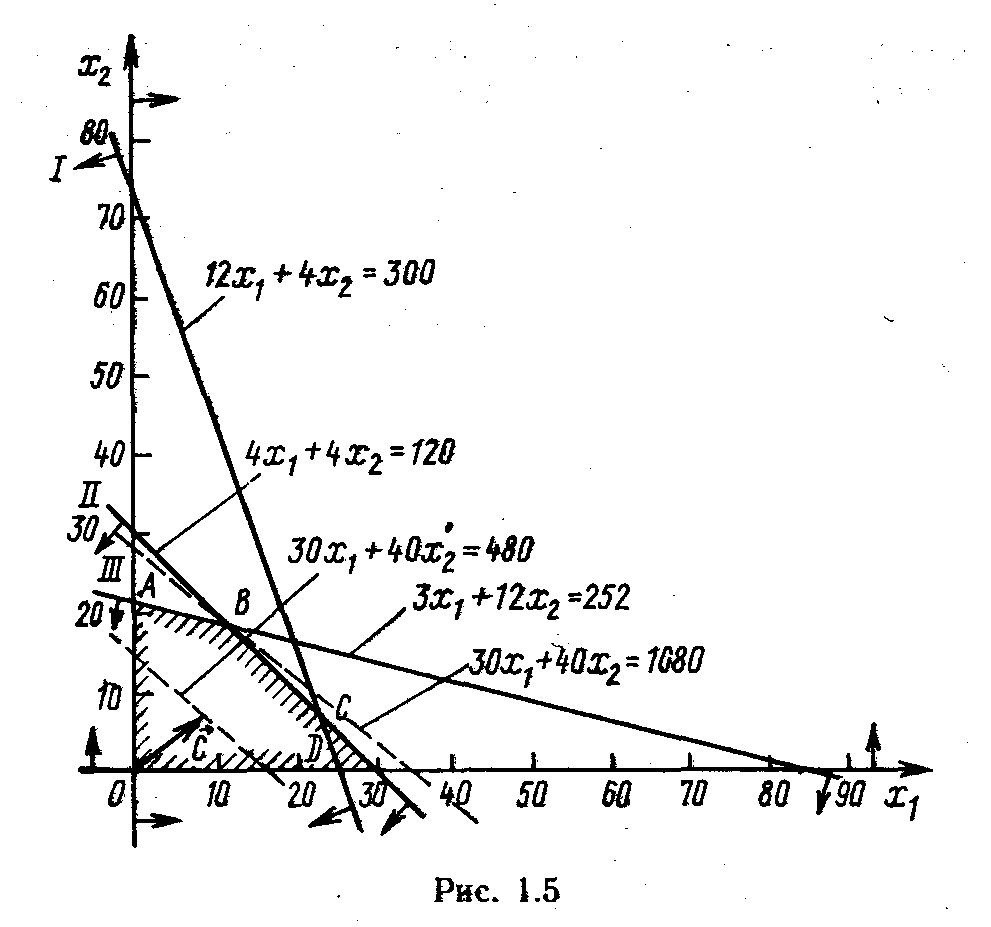 x₂
80
I
70
12x₁ + 4x₂ = 300
60
50
40
4x₁ + 4x₂ = 120
II
30
30x₁ + 40x₂ = 480
III
A
B
3x₁ + 12x₂ = 252
20
30x₁ + 40x₂ = 1080
10
C
C
D
0 10 20 30 40 50 60 70 80 90 x₁
Рис. 1.5